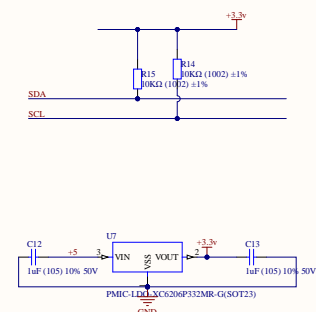 +3.3v
R14
10KΩ (1002) ±1%
R15
10KΩ (1002) ±1%
SDA
SCL
U7
C12
+5
3
VIN
VSS
VOUT
2
+3.3v
C13
1uF (105) 10% 50V
1uF (105) 10% 50V
PMIC-LDO-XC6206P332MR-G(SOT23)
GND